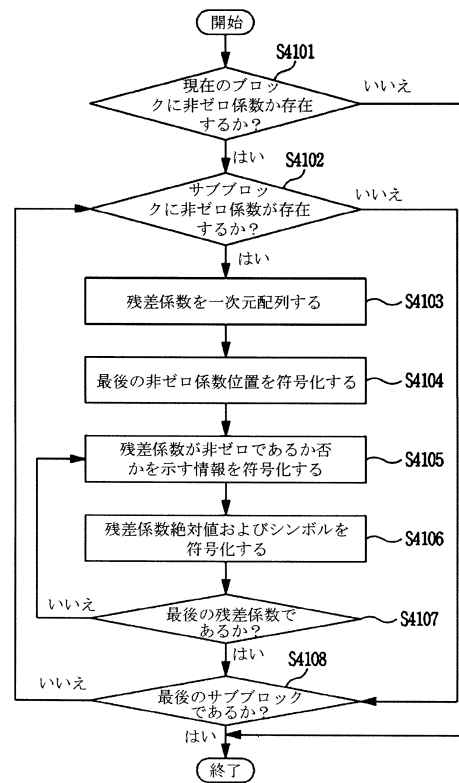 開始
S4101
現在のブロッ
クに非ゼロ係数か存在
するか？
いいえ
はい
S4102
サブブロッ
クに非ゼロ係数が存在
するか？
いいえ
はい
残差係数を一次元配列する
S4103
最後の非ゼロ係数位置を符号化する
S4104
残差係数が非ゼロであるか否
かを示す情報を符号化する
S4105
残差係数絶対値およびシンボルを
符号化する
S4106
いいえ
最後の残差係数で
あるか？
S4107
はい
S4108
いいえ
最後のサブブロック
であるか？
はい
終了